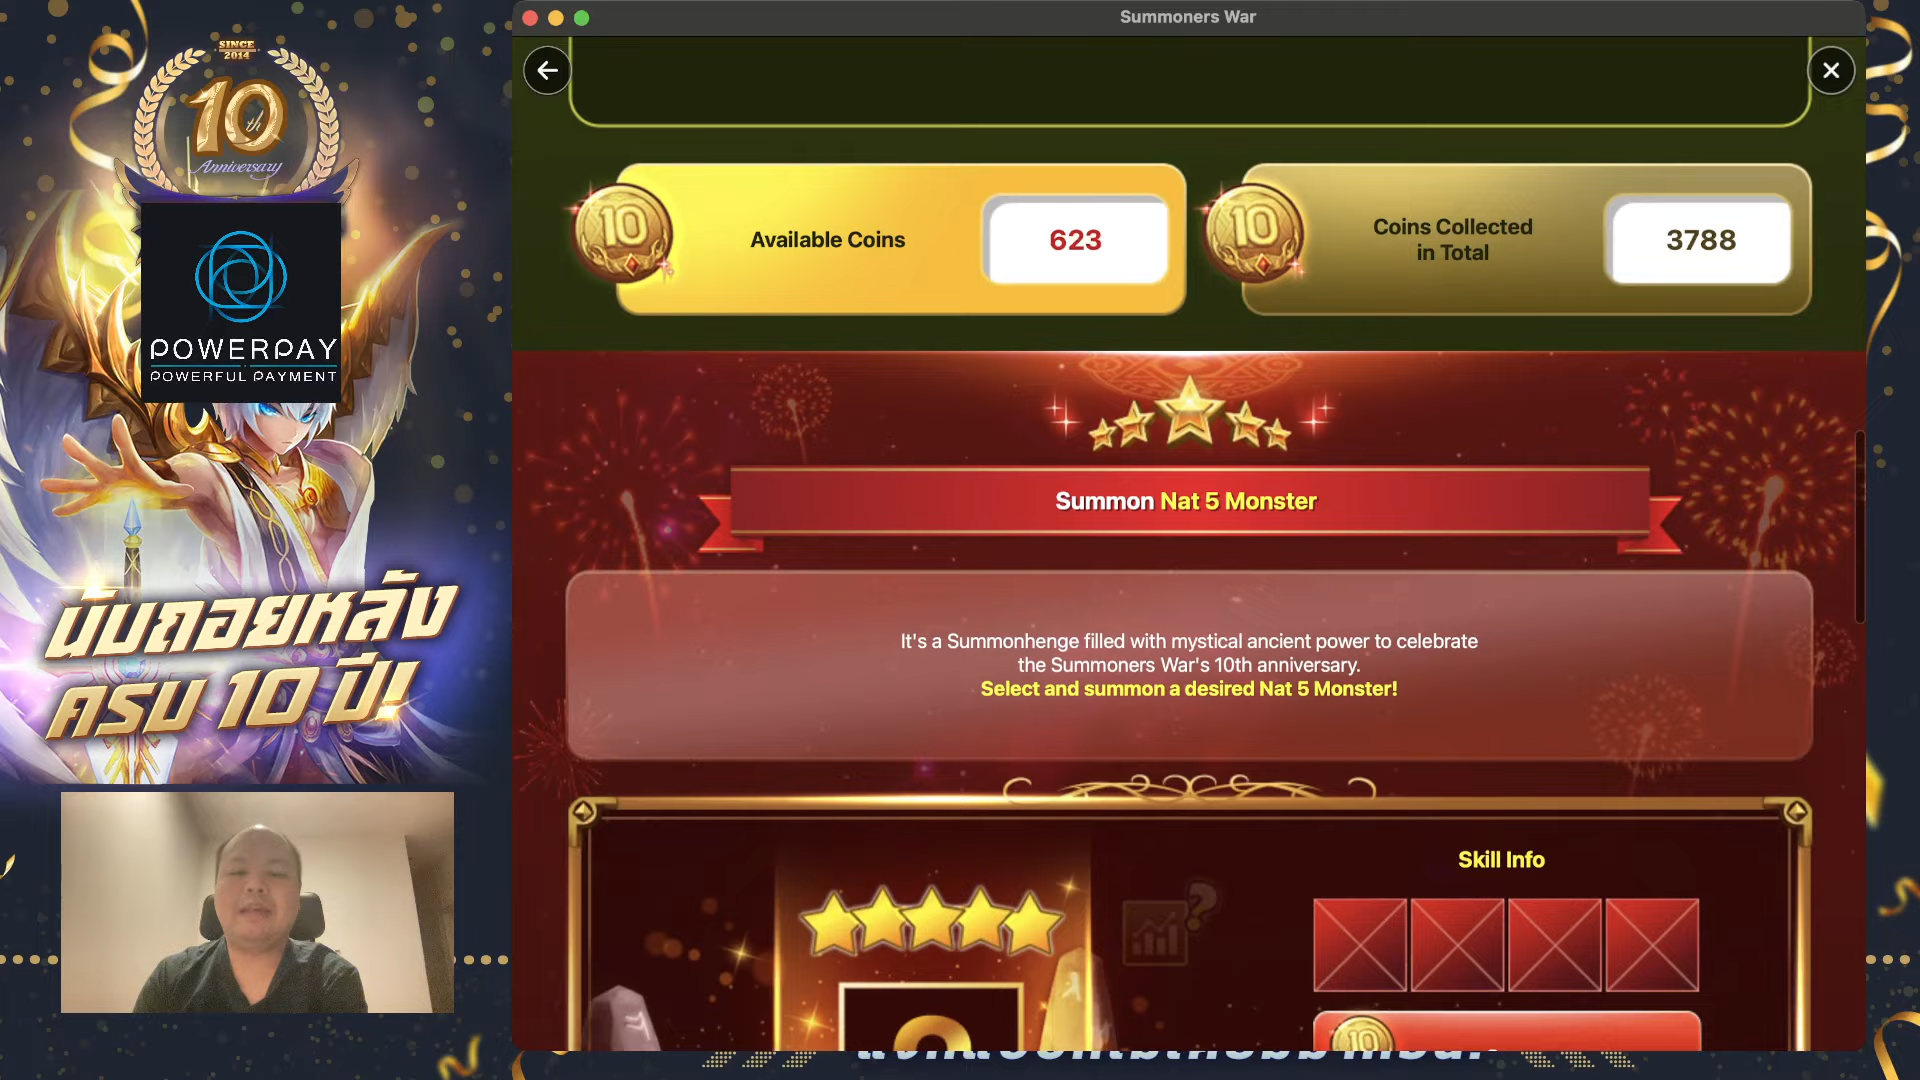 SINCE
2014
10th
Anniversary
POWERPAY
POWERFUL PAYMENT
นับถอยหลัง
ครบ 10 ปี!
Summoners War
10
Available Coins
623
10
Coins Collected
in Total
3788
Summon Nat 5 Monster
It's a Summonhenge filled with mystical ancient power to celebrate
the Summoners War's 10th anniversary.
Select and summon a desired Nat 5 Monster!
Skill Info
10